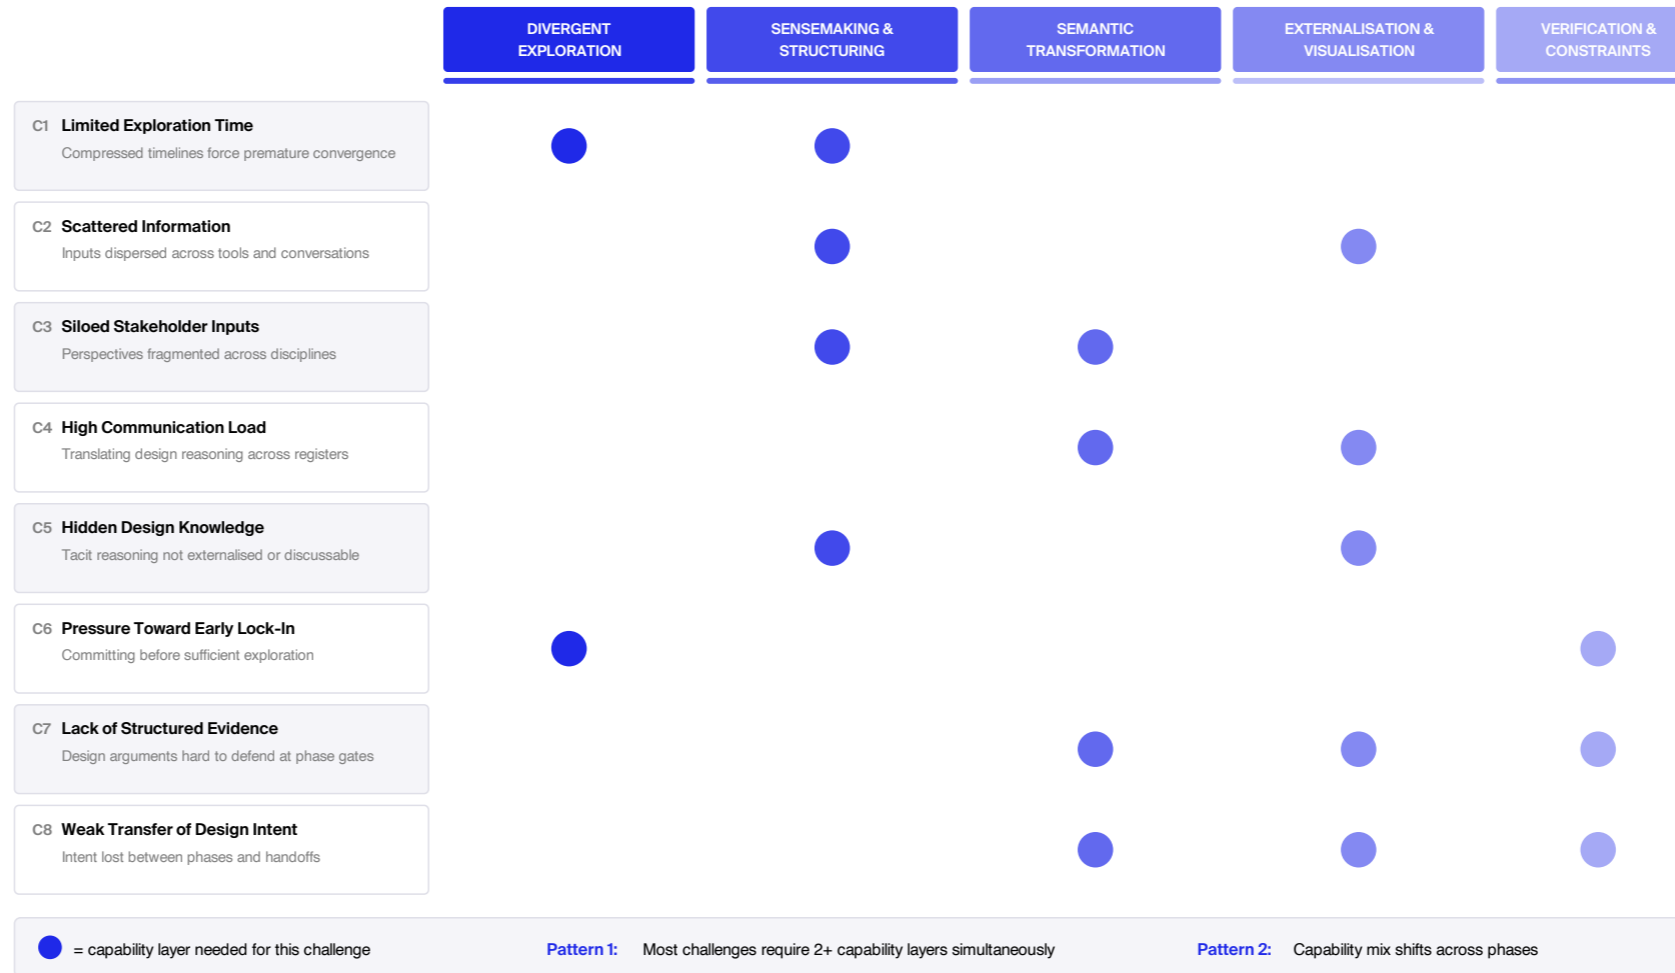 DIVERGENT
EXPLORATION
SENSEMAKING &
STRUCTURING
SEMANTIC
TRANSFORMATION
EXTERNALISATION &
VISUALISATION
VERIFICATION &
CONSTRAINTS
C1 Limited Exploration Time
Compressed timelines force premature convergence
C2 Scattered Information
Inputs dispersed across tools and conversations
C3 Siloed Stakeholder Inputs
Perspectives fragmented across disciplines
C4 High Communication Load
Translating design reasoning across registers
C5 Hidden Design Knowledge
Tacit reasoning not externalised or discussable
C6 Pressure Toward Early Lock-In
Committing before sufficient exploration
C7 Lack of Structured Evidence
Design arguments hard to defend at phase gates
C8 Weak Transfer of Design Intent
Intent lost between phases and handoffs
= capability layer needed for this challenge
Pattern 1: Most challenges require 2+ capability layers simultaneously
Pattern 2: Capability mix shifts across phases